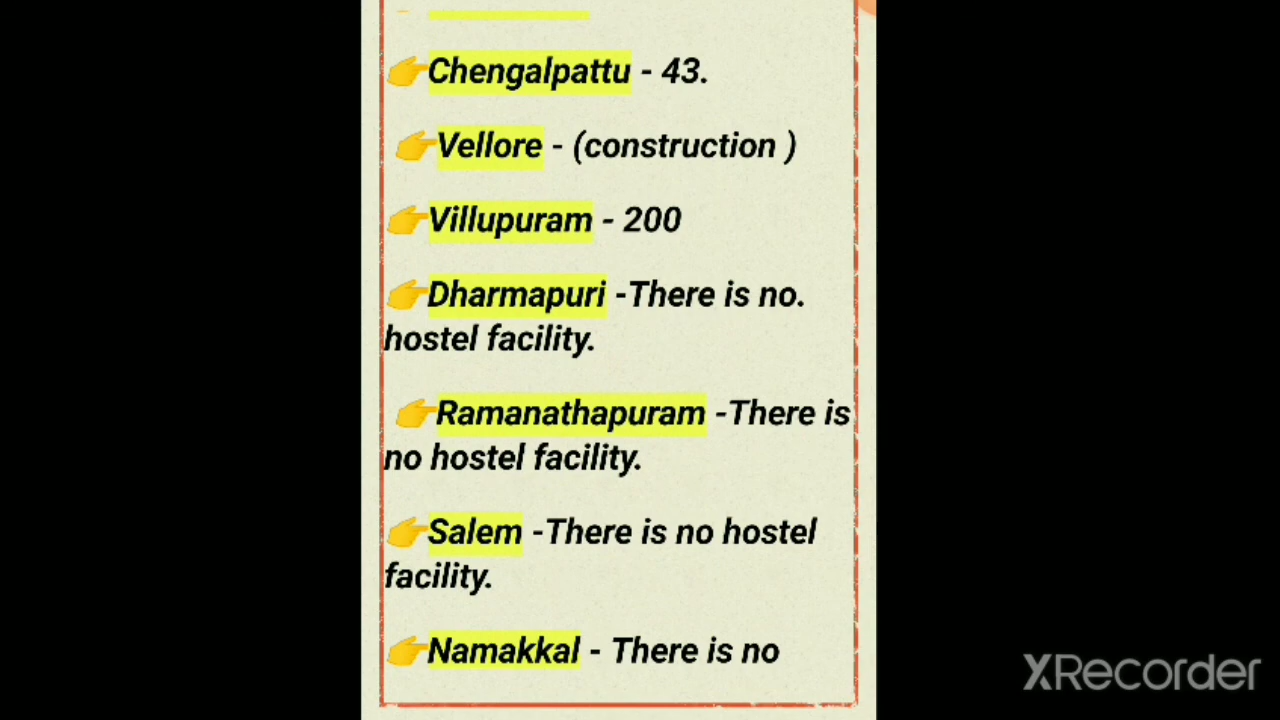 👉Chengalpattu - 43.
👉Vellore - (construction )
👉Villupuram - 200
👉Dharmapuri -There is no.
hostel facility.
👉Ramanathapuram -There is
no hostel facility.
👉Salem -There is no hostel
facility.
👉Namakkal - There is no
XRecorder